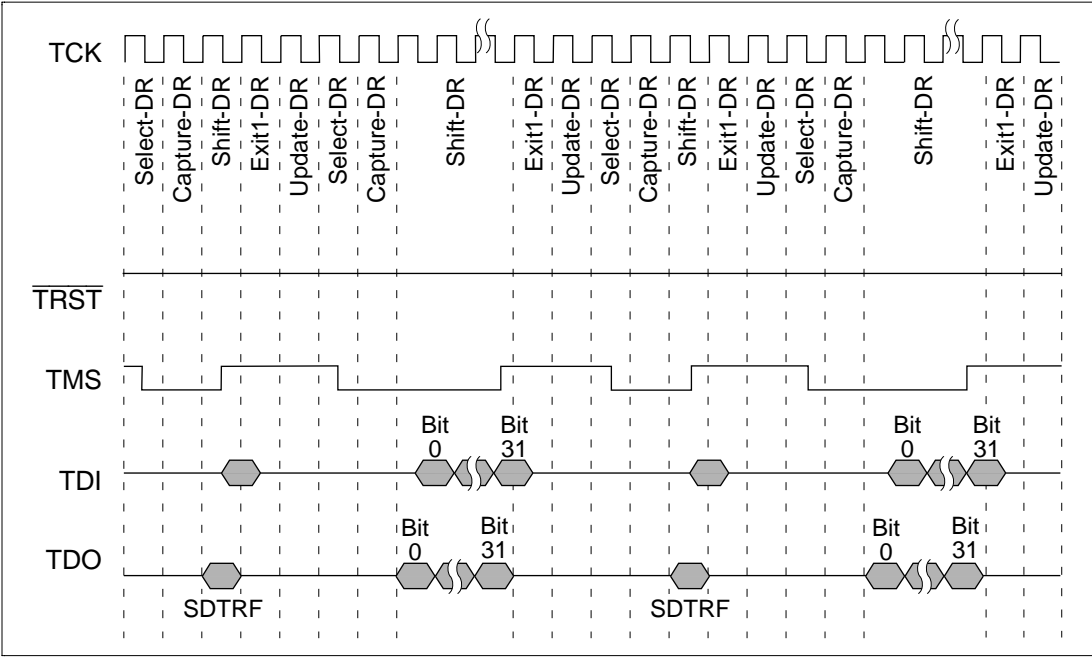 TCK
Select-DR
Capture-DR
Shift-DR
Exit1-DR
Update-DR
Select-DR
Capture-DR
Shift-DR
Exit1-DR
Update-DR
Select-DR
Capture-DR
Shift-DR
Exit1-DR
Update-DR
Select-DR
Capture-DR
Shift-DR
Exit1-DR
Update-DR
TRST
TMS
TDI
Bit
0
Bit
31
Bit
0
Bit
31
TDO
SDTRF
Bit
0
Bit
31
SDTRF
Bit
0
Bit
31